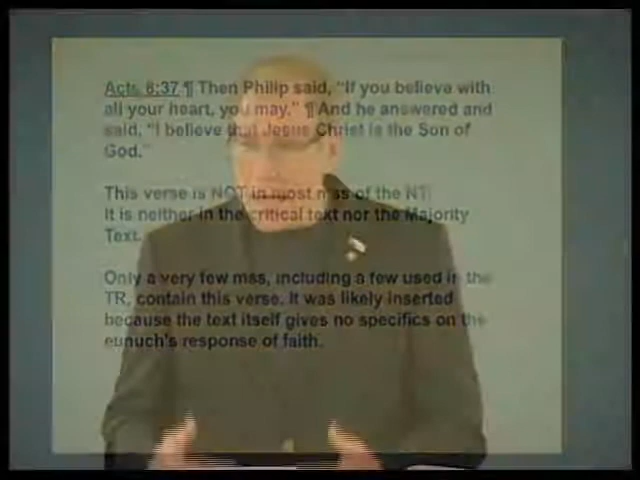 Acts 8:37 ¶ Then Philip said, “If you believe with
all your heart, you may.” ¶ And he answered and
said, “I believe that Jesus Christ is the Son of
God.”
This verse is NOT in most mss of the NT.
It is neither in the critical text nor the Majority
Text.
Only a very few mss, including a few used in the
TR, contain this verse. It was likely inserted
because the text itself gives no specifics on the
eunuch’s response of faith.